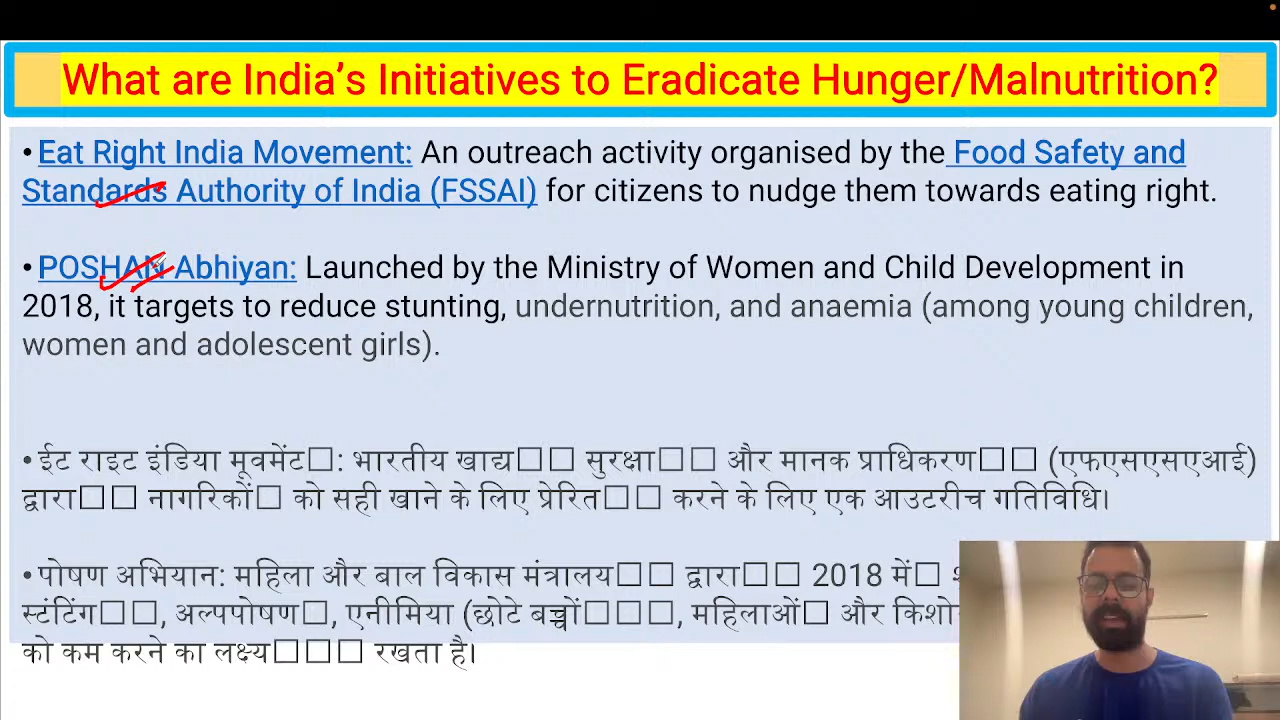 What are India’s Initiatives to Eradicate Hunger/Malnutrition?
• Eat Right India Movement: An outreach activity organised by the Food Safety and
Standards Authority of India (FSSAI) for citizens to nudge them towards eating right.
• POSHAN Abhiyan: Launched by the Ministry of Women and Child Development in
2018, it targets to reduce stunting, undernutrition, and anaemia (among young children,
women and adolescent girls).
• ईट राइट इंडिया मूवमेंट□: भारतीय खाद्य□□ सुरक्षा□□ और मानक प्राधिकरण□□ (एफएसएसएआई)
द्वारा□□ नागरिकों□ को सही खाने के लिए प्रेरित□□ करने के लिए एक आउटरीच गतिविधि।
• पोषण अभियान: महिला और बाल विकास मंत्रालय□□ द्वारा□□ 2018 में□
स्टंटिंग□□, अल्पपोषण□, एनीमिया (छोटे बच्चों□□□, महिलाओं□ और
को कम करने का लक्ष्य□□□ रखता है।